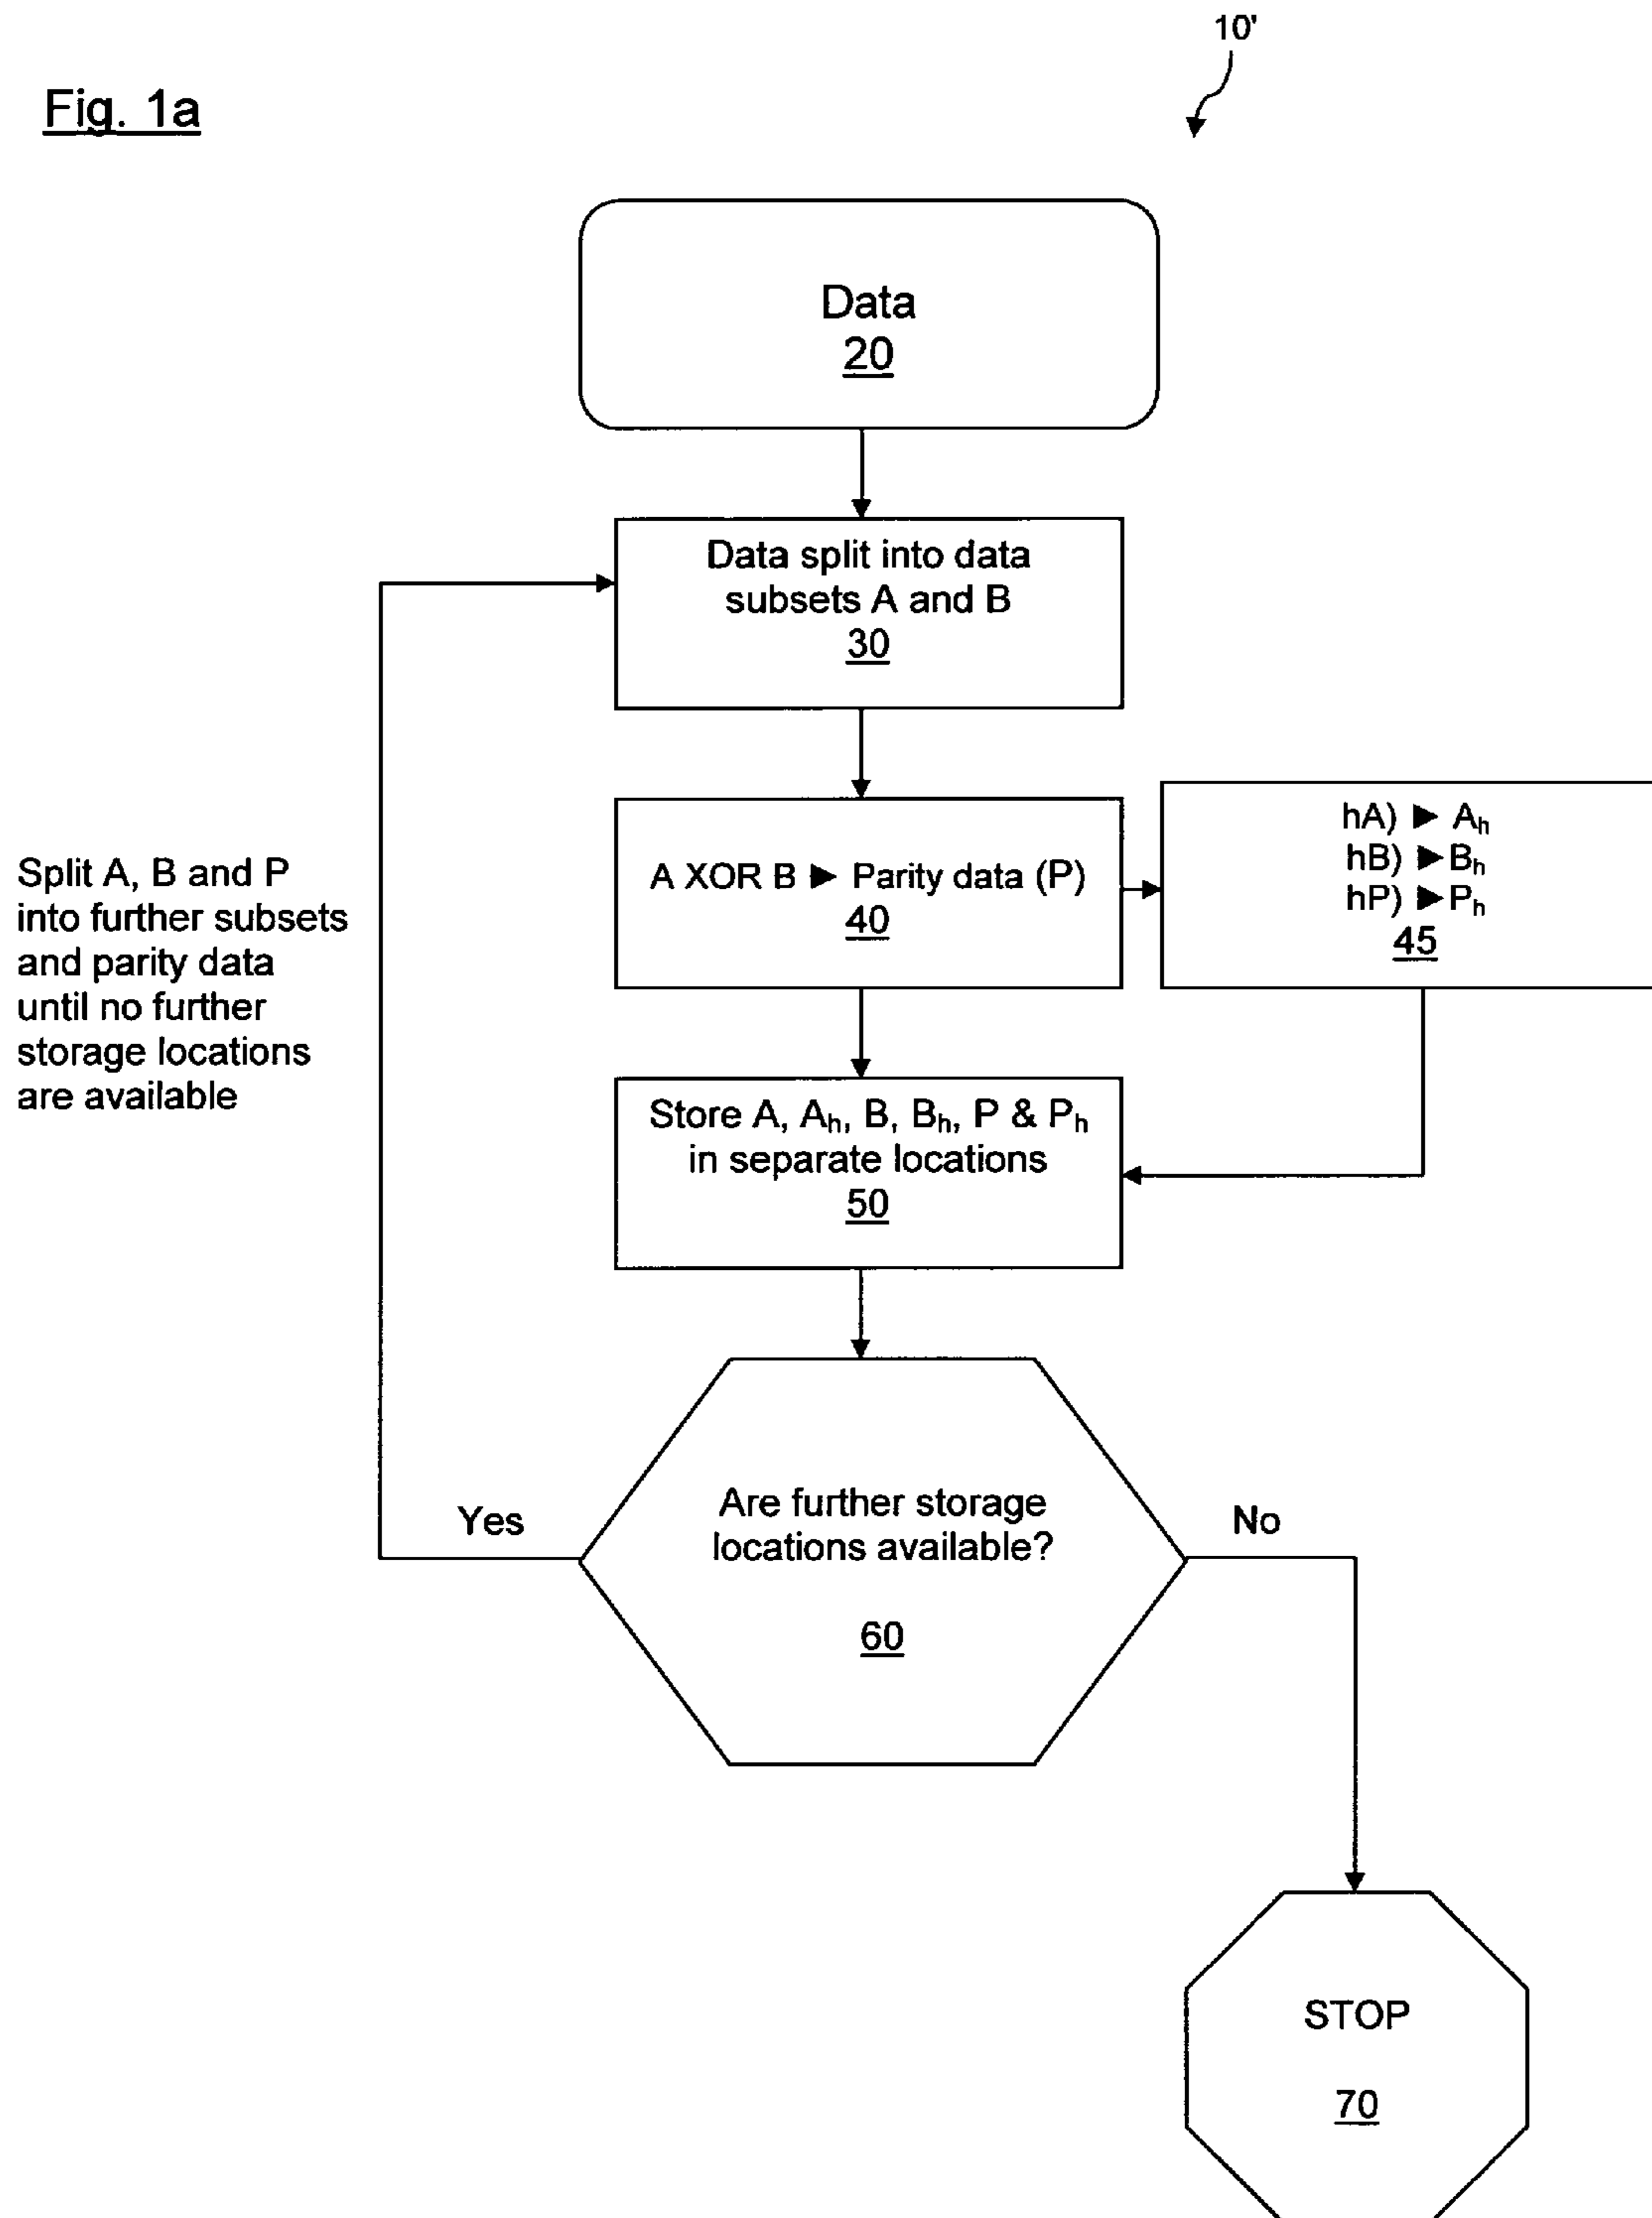 10'
Fig. 1a
Data
20
Data split into data
subsets A and B
30
A XOR B ► Parity data (P)
40
hA) ► Aₕ
hB) ►Bₕ
hP) ►Pₕ
45
Split A, B and P
into further subsets
and parity data
until no further
storage locations
are available
Store A, Aₕ, B, Bₕ, P & Pₕ
in separate locations
50
Are further storage
locations available?
60
Yes
No
STOP
70